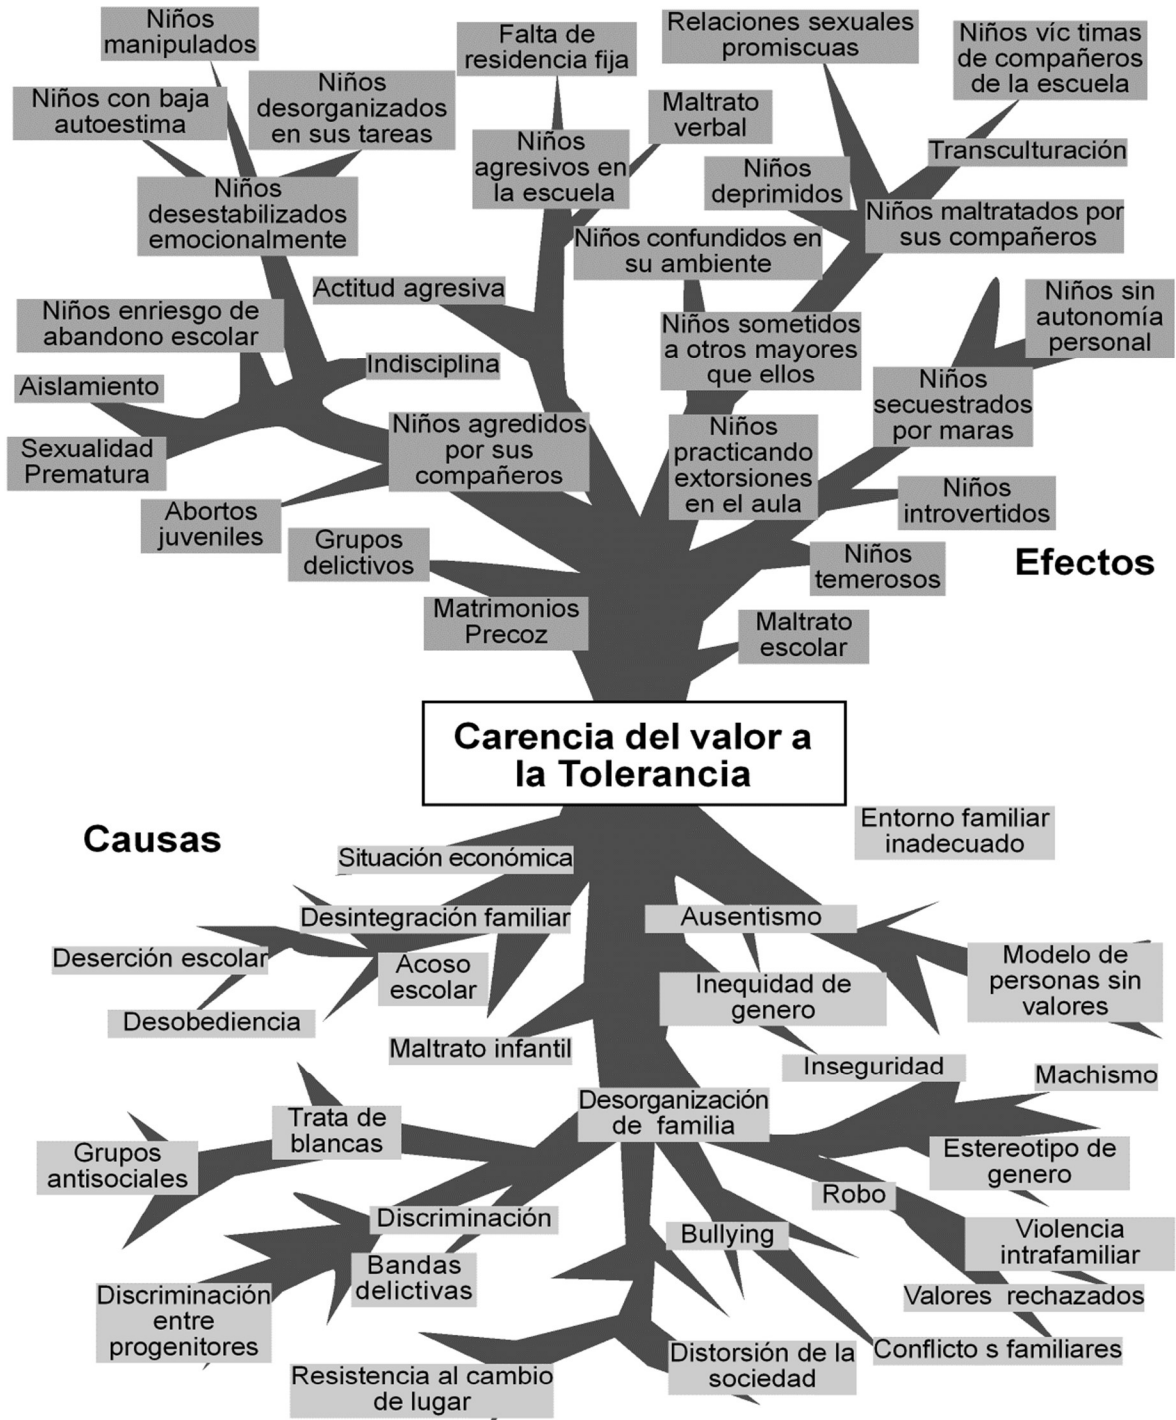 Niños
manipulados
Niños con baja
autoestima
Niños
desorganizados
en sus tareas
Niños
desestabilizados
emocionalmente
Falta de
residencia fija
Maltrato
verbal
Niños
agresivos en
la escuela
Relaciones sexuales
promiscuas
Niños víc timas
de compañeros
de la escuela
Transculturación
Niños
deprimidos
Niños maltratados por
sus compañeros
Niños confundidos en
su ambiente
Actitud agresiva
Niños enriesgo de
abandono escolar
Indisciplina
Aislamiento
Sexualidad
Prematura
Niños sometidos
a otros mayores
que ellos
Niños sin
autonomía
personal
Niños
secuestrados
por maras
Niños agredidos
por sus
compañeros
Niños
practicando
extorsiones
en el aula
Niños
introvertidos
Abortos
juveniles
Grupos
delictivos
Niños
temerosos
Efectos
Matrimonios
Precoz
Maltrato
escolar
Carencia del valor a
la Tolerancia
Causas
Entorno familiar
inadecuado
Situación económica
Desintegración familiar
Ausentismo
Deserción escolar
Acoso
escolar
Inequidad de
genero
Modelo de
personas sin
valores
Desobediencia
Maltrato infantil
Inseguridad
Machismo
Desorganización
de familia
Trata de
blancas
Grupos
antisociales
Estereotipo de
genero
Robo
Discriminación
Bullying
Violencia
intrafamiliar
Bandas
delictivas
Valores rechazados
Discriminación
entre
progenitores
Conflicto s familiares
Distorsión de la
sociedad
Resistencia al cambio
de lugar